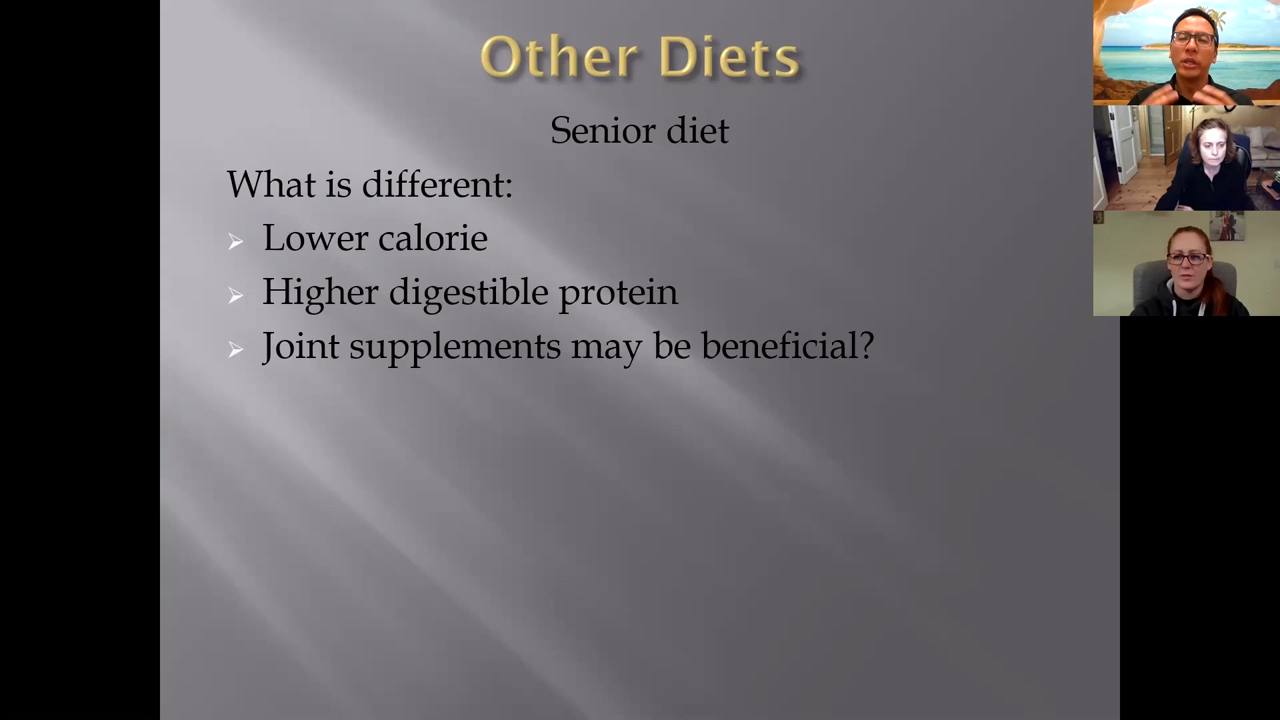 Other Diets
Senior diet
What is different:
Lower calorie
Higher digestible protein
Joint supplements may be beneficial?